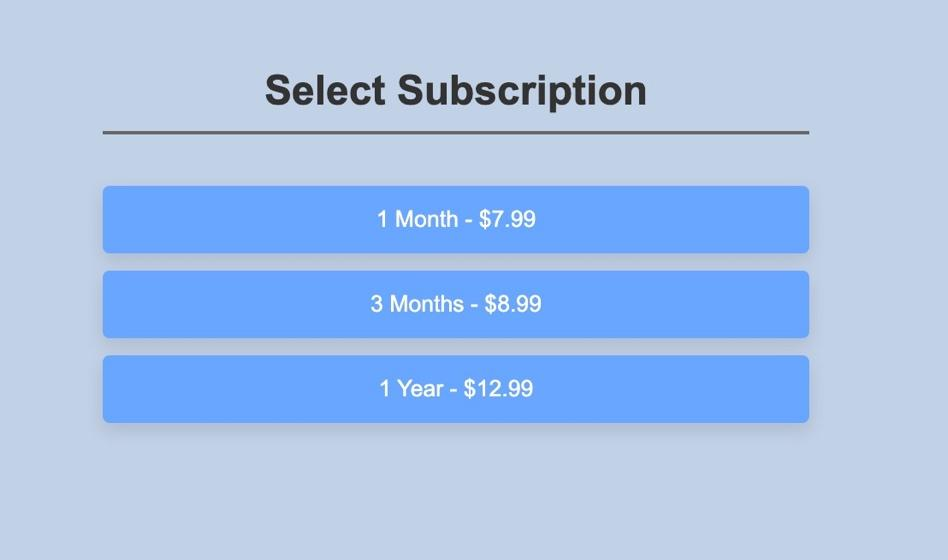 Select Subscription
1 Month - $7.99
3 Months - $8.99
1 Year - $12.99